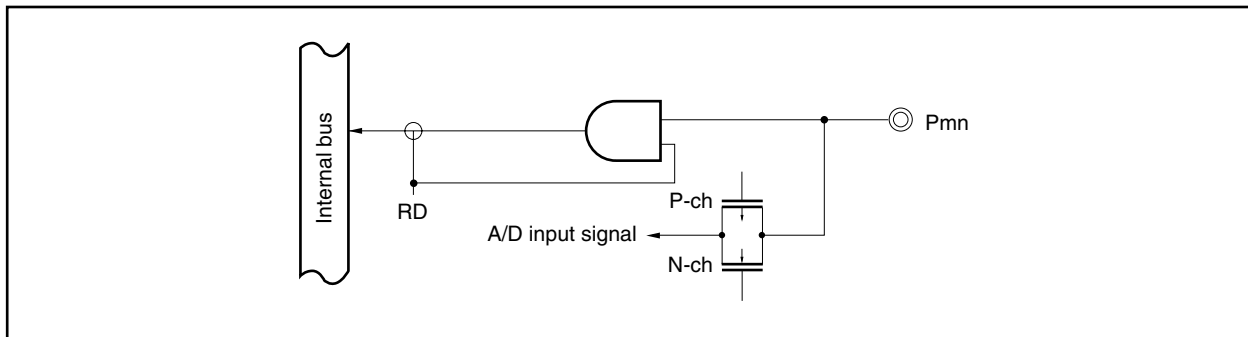 Internal bus
RD
Pmn
P-ch
A/D input signal
N-ch